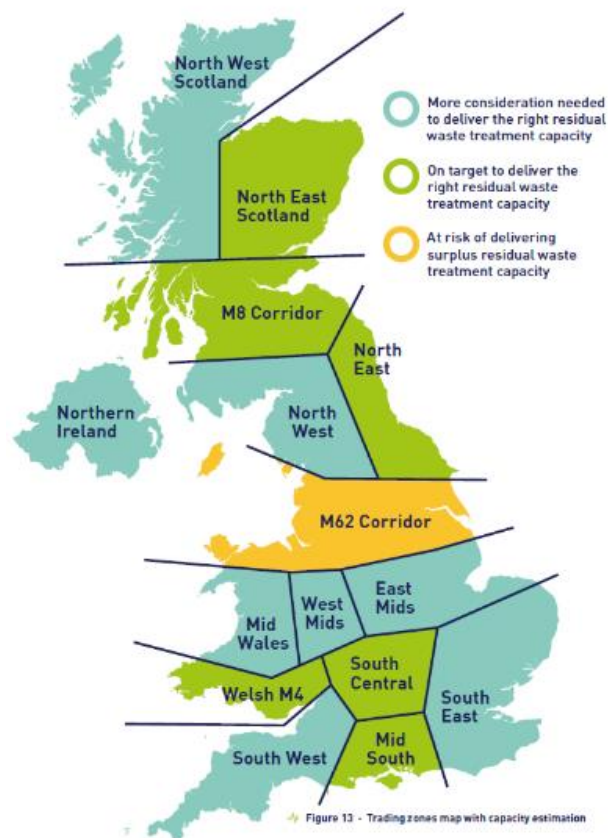 North West
Scotland
More consideration needed
to deliver the right residual
waste treatment capacity
On target to deliver the
right residual waste
treatment capacity
North East
Scotland
At risk of delivering
surplus residual waste
treatment capacity
M8 Corridor
North
East
Northern
Ireland
North
West
M62 Corridor
Mid
Wales
West
Mids
East
Mids
South
Central
Welsh M4
South
East
South West
Mid
South
Figure 13 - Trading zones map with capacity estimation